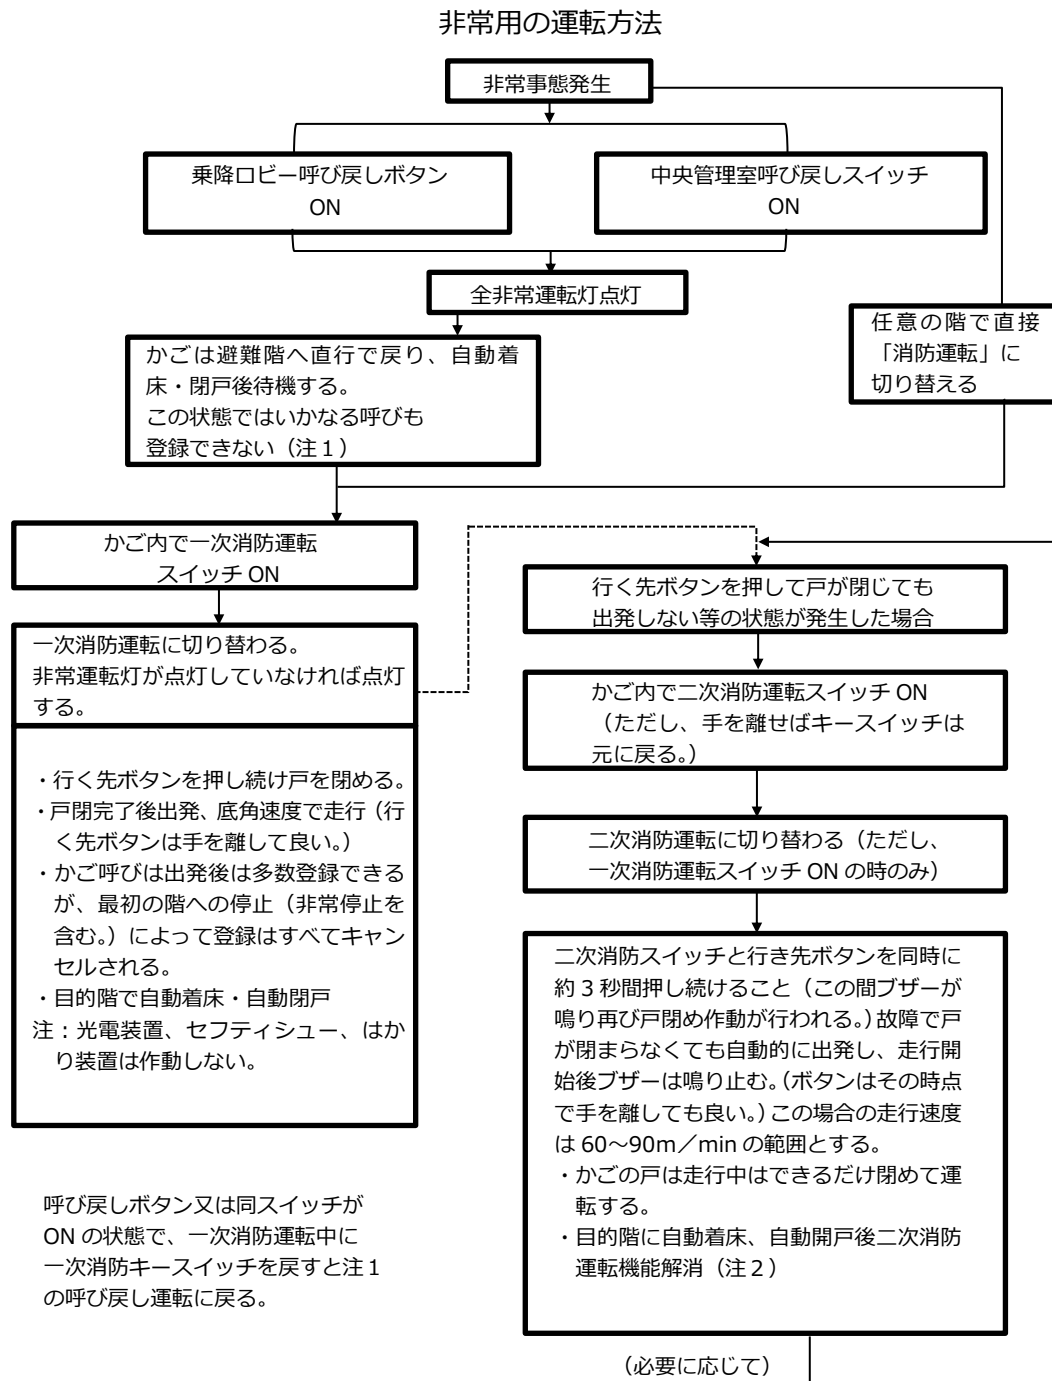 非常用の運転方法
非常事態発生
乗降ロビー呼び戻しボタン
ON
中央管理室呼び戻しスイッチ
ON
全非常運転灯点灯
任意の階で直接
「消防運転」に
切り替える
かごは避難階へ直行で戻り、自動着
床・閉戸後待機する。
この状態ではいかなる呼びも
登録できない（注１）
かご内で一次消防運転
スイッチ ON
一次消防運転に切り替わる。
非常運転灯が点灯していなければ点灯
する。
・行く先ボタンを押し続け戸を閉める。
・戸閉完了後出発、底角速度で走行（行
く先ボタンは手を離して良い。）
・かご呼びは出発後は多数登録できる
が、最初の階への停止（非常停止を
含む。）によって登録はすべてキャン
セルされる。
・目的階で自動着床・自動閉戸
注：光電装置、セフティシュー、はか
り装置は作動しない。
呼び戻しボタン又は同スイッチが
ON の状態で、一次消防運転中に
一次消防キースイッチを戻すと注１
の呼び戻し運転に戻る。
行く先ボタンを押して戸が閉じても
出発しない等の状態が発生した場合
かご内で二次消防運転スイッチ ON
（ただし、手を離せばキースイッチは
元に戻る。）
二次消防運転に切り替わる（ただし、
一次消防運転スイッチ ON の時のみ）
二次消防スイッチと行き先ボタンを同時に
約 3 秒間押し続けること（この間ブザーが
鳴り再び戸閉め作動が行われる。）故障で戸
が閉まらなくても自動的に出発し、走行開
始後ブザーは鳴り止む。（ボタンはその時点
で手を離しても良い。）この場合の走行速度
は 60～90m／min の範囲とする。
・かごの戸は走行中はできるだけ閉めて運
転する。
・目的階に自動着床、自動開戸後二次消防
運転機能解消（注２）
（必要に応じて）